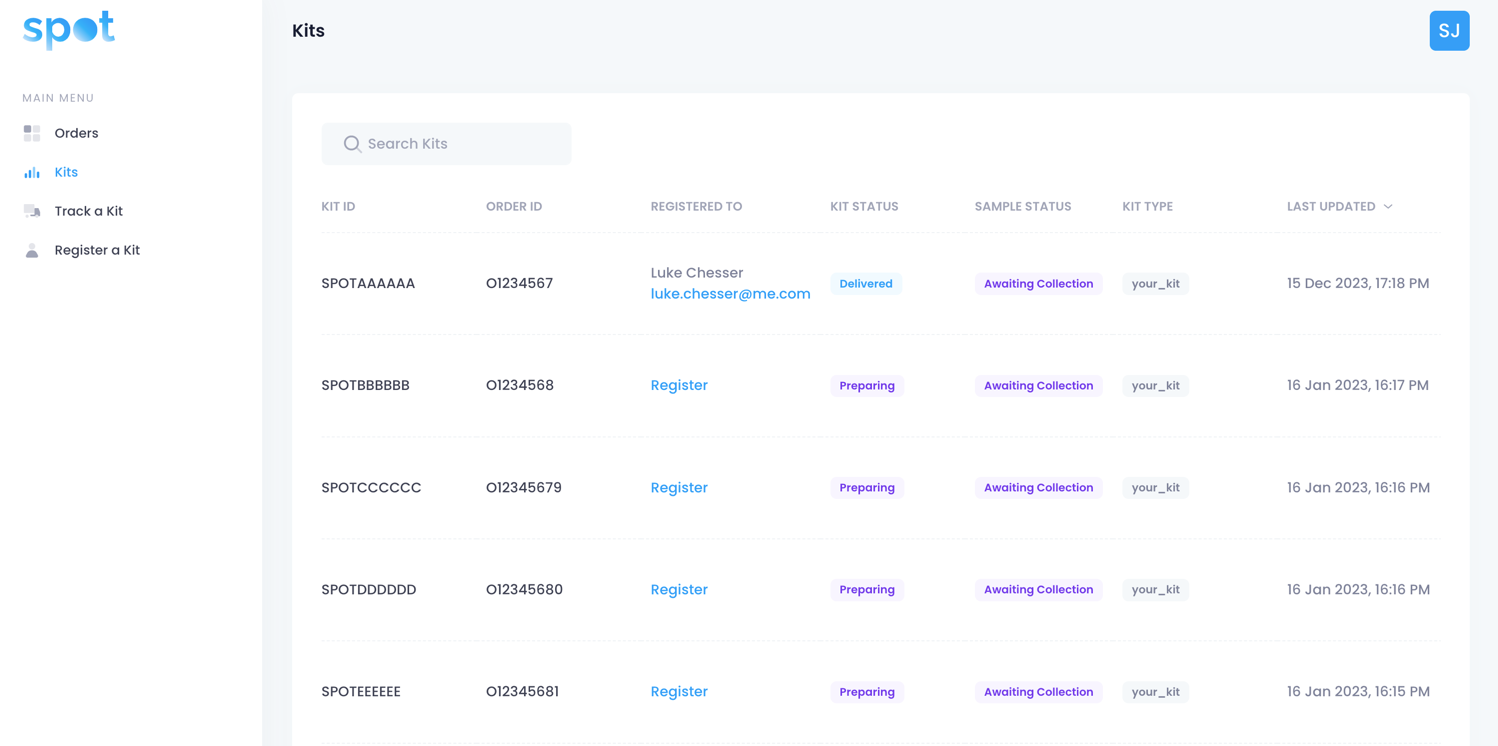 spot
Kits
SJ
MAIN MENU
Orders
Kits
Track a Kit
Register a Kit
Search Kits
KIT ID ORDER ID REGISTERED TO KIT STATUS SAMPLE STATUS KIT TYPE LAST UPDATED
SPOTAAAAAA O1234567 Luke Chesser Delivered Awaiting Collection your_kit 15 Dec 2023, 17:18 PM
luke.chesser@me.com
SPOTBBBBBB O1234568 Register Preparing Awaiting Collection your_kit 16 Jan 2023, 16:17 PM
SPOTCCCCCC O12345679 Register Preparing Awaiting Collection your_kit 16 Jan 2023, 16:16 PM
SPOTDDDDDD O12345680 Register Preparing Awaiting Collection your_kit 16 Jan 2023, 16:16 PM
SPOTEEEEEE O12345681 Register Preparing Awaiting Collection your_kit 16 Jan 2023, 16:15 PM